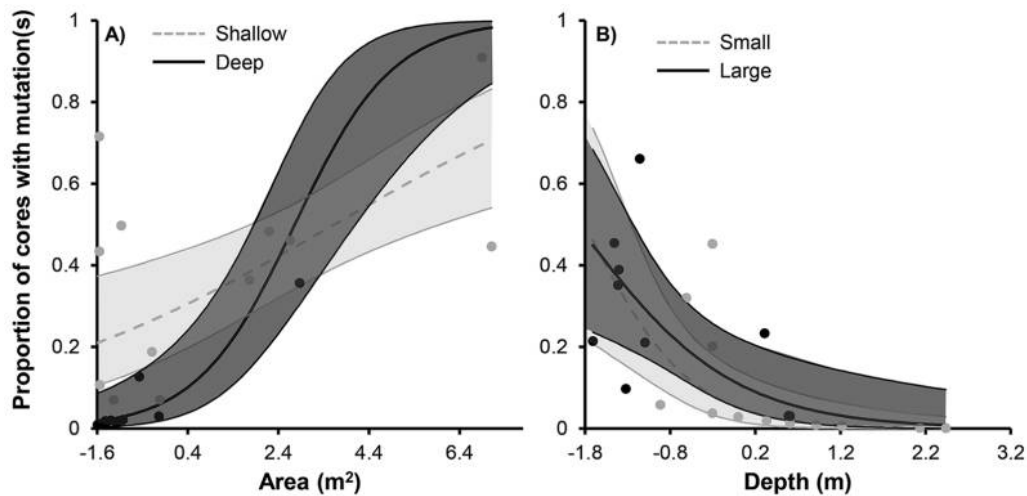 A)
Shallow
Deep
Proportion of cores with mutation(s)
1
0.8
0.6
0.4
0.2
0
-1.6
0.4
2.4
4.4
6.4
Area (m²)
B)
Small
Large
1
0.8
0.6
0.4
0.2
0
-1.8
-0.8
0.2
1.2
2.2
3.2
Depth (m)